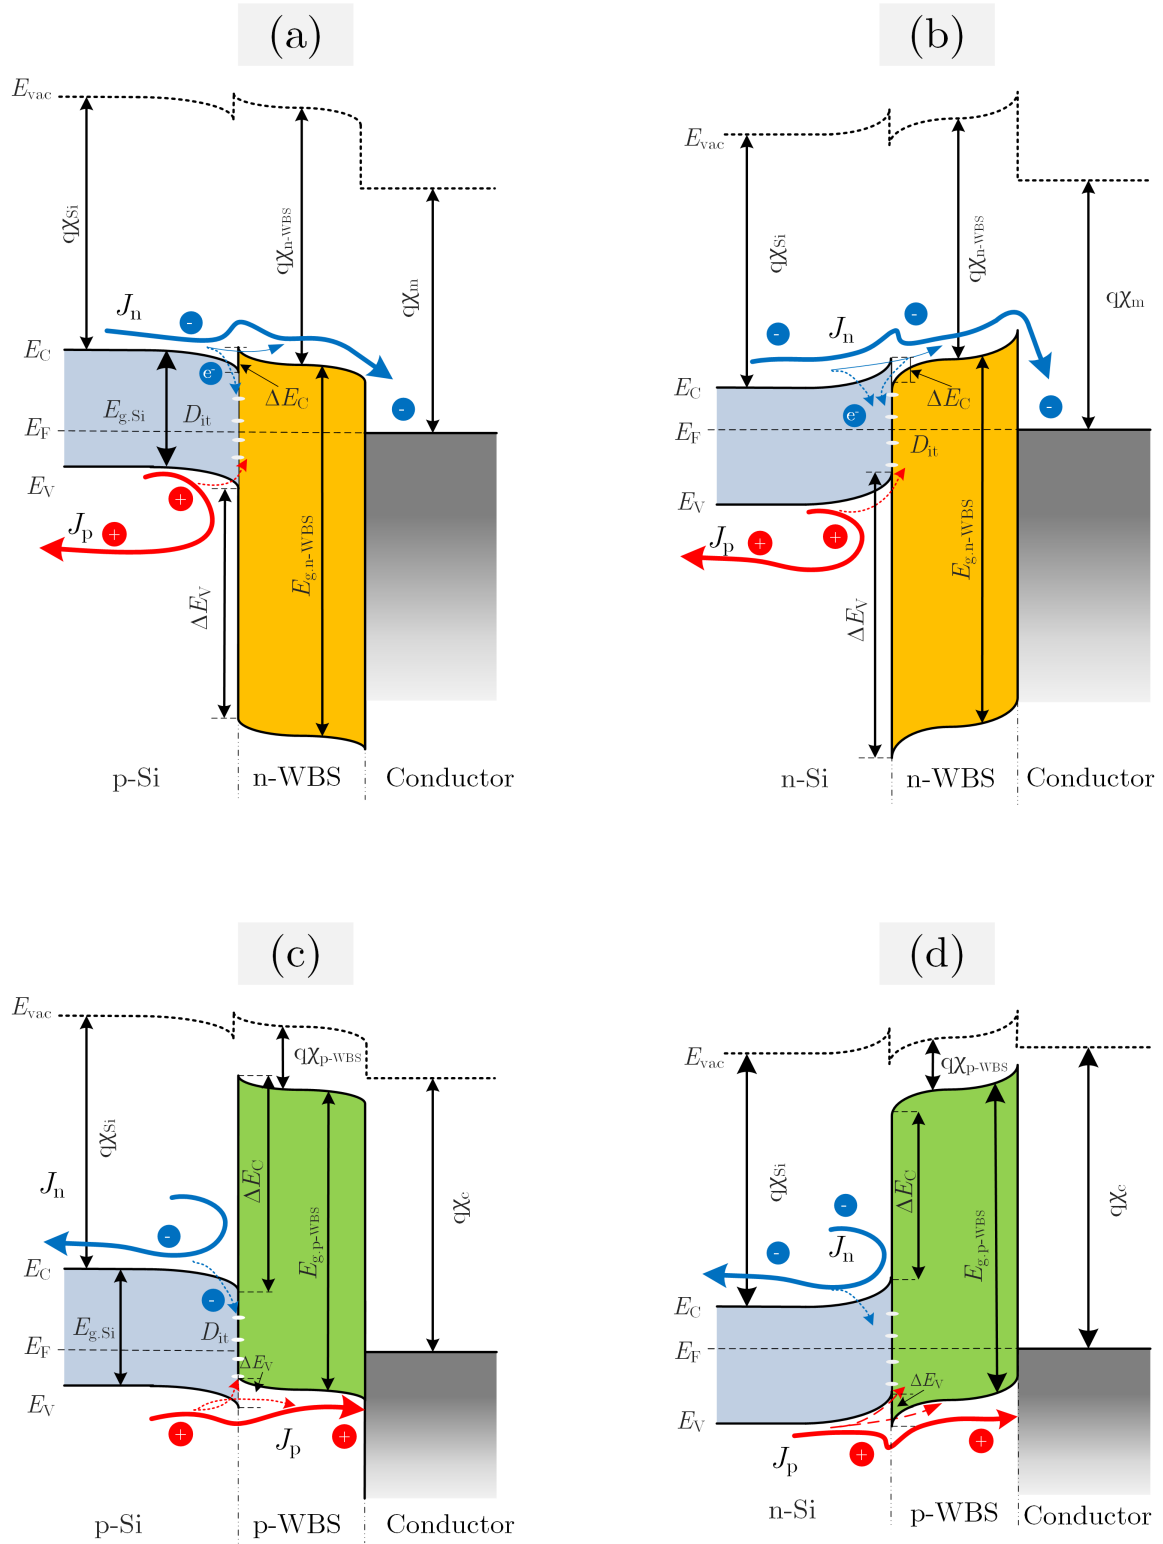 (a)
E_vac
qχ_Si
qχ_n-WBS
qχ_m
J_n
-
E_C
e-
ΔE_C
-
E_g.Si
D_it
E_F
E_V
+
J_p
+
E_g.n-WBS
ΔE_V
p-Si
n-WBS
Conductor
(b)
E_vac
qχ_Si
qχ_n-WBS
qχ_m
-
J_n
-
E_C
ΔE_C
-
e-
E_F
D_it
E_V
J_p
+
+
E_g.n-WBS
ΔE_V
n-Si
n-WBS
Conductor
(c)
E_vac
qχ_p-WBS
qχ_Si
J_n
ΔE_C
qχ_c
-
E_g.p-WBS
E_C
-
E_g.Si
D_it
E_F
ΔE_V
E_V
+
J_p
+
p-Si
p-WBS
Conductor
(d)
E_vac
qχ_p-WBS
qχ_Si
ΔE_C
qχ_c
-
J_n
-
E_g.p-WBS
E_C
E_F
ΔE_V
E_V
J_p
+
+
n-Si
p-WBS
Conductor